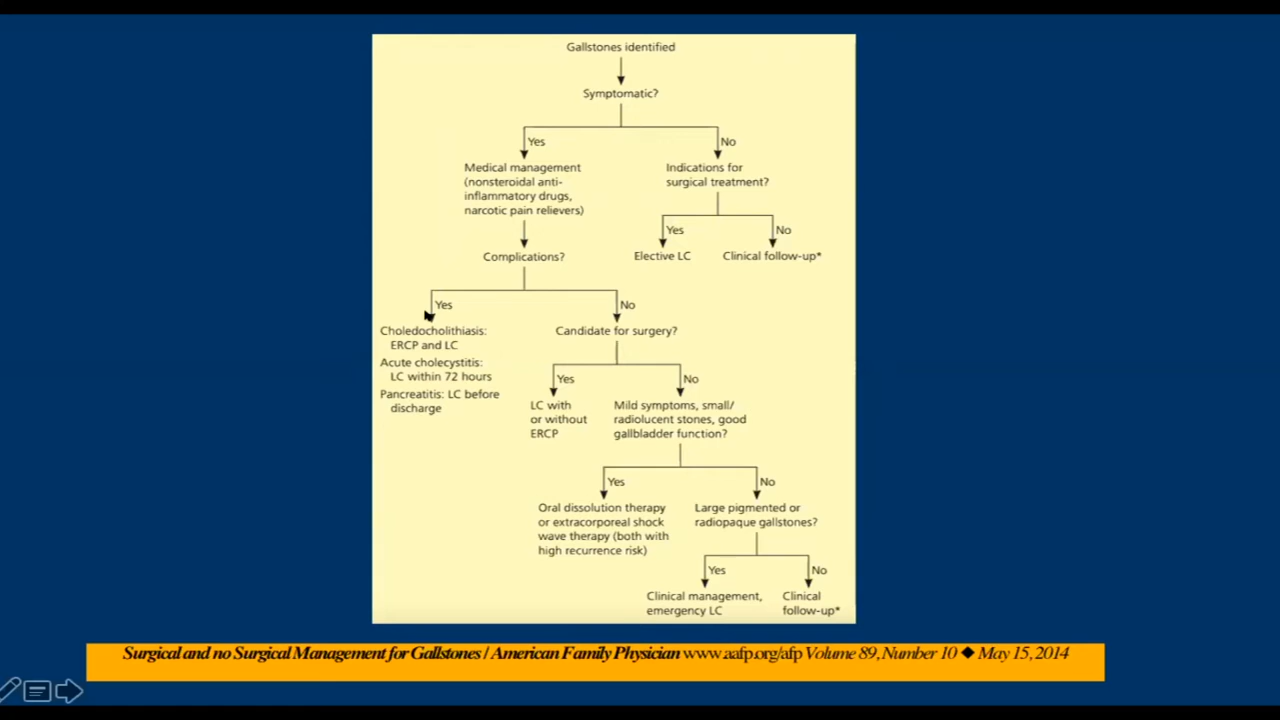 Gallstones identified
Symptomatic?
Yes
No
Medical management
(nonsteroidal anti-
inflammatory drugs,
narcotic pain relievers)
Indications for
surgical treatment?
Yes
No
Elective LC
Clinical follow-up*
Complications?
Yes
No
Choledocholithiasis:
ERCP and LC
Acute cholecystitis:
LC within 72 hours
Pancreatitis: LC before
discharge
Candidate for surgery?
Yes
No
LC with
or without
ERCP
Mild symptoms, small/
radiolucent stones, good
gallbladder function?
Yes
No
Oral dissolution therapy
or extracorporeal shock
wave therapy (both with
high recurrence risk)
Large pigmented or
radiopaque gallstones?
Yes
No
Clinical management,
emergency LC
Clinical
follow-up*
Surgical and no Surgical Management for Gallstones / American Family Physician www.aafp.org/afp Volume 89, Number 10 ◆ May 15, 2014